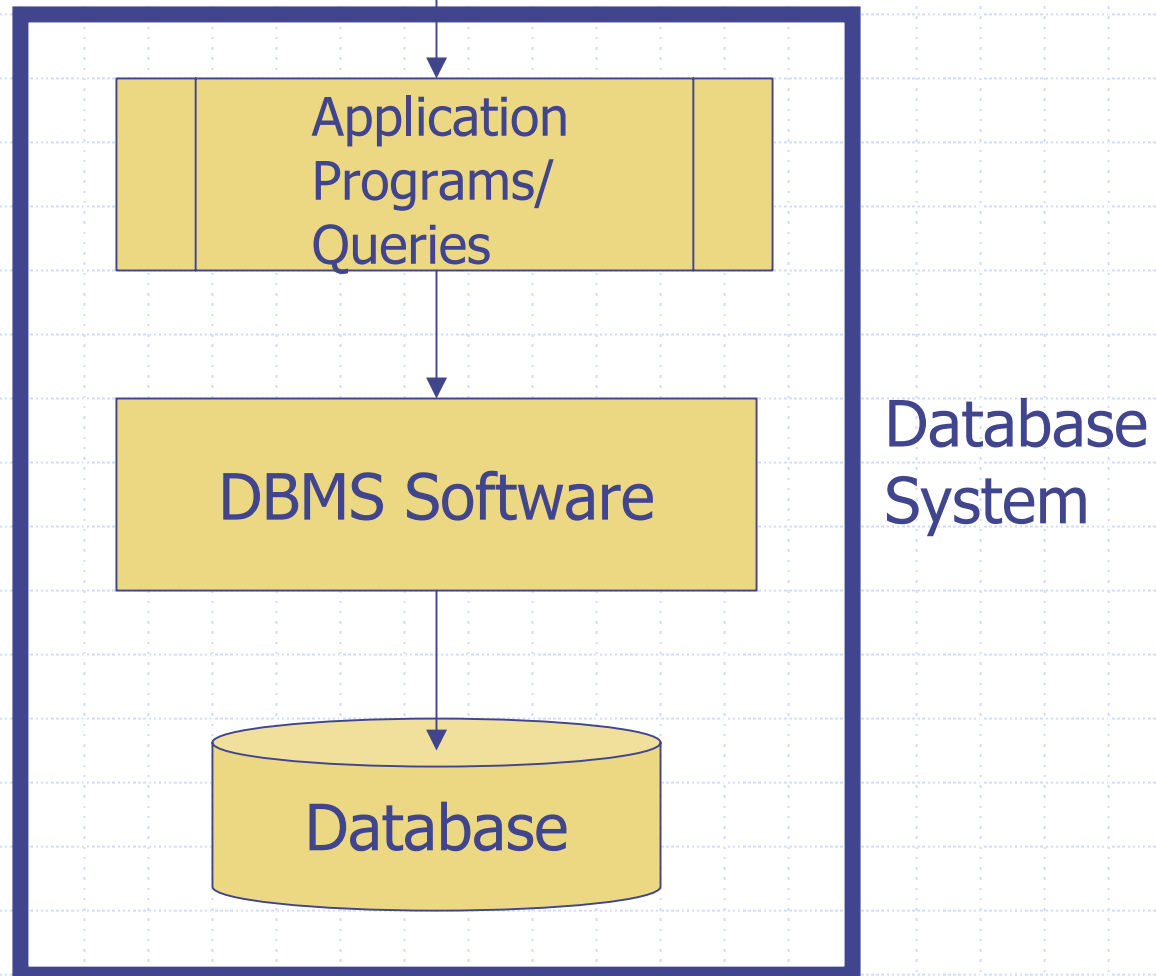 Application
Programs/
Queries
DBMS Software
Database
System
Database